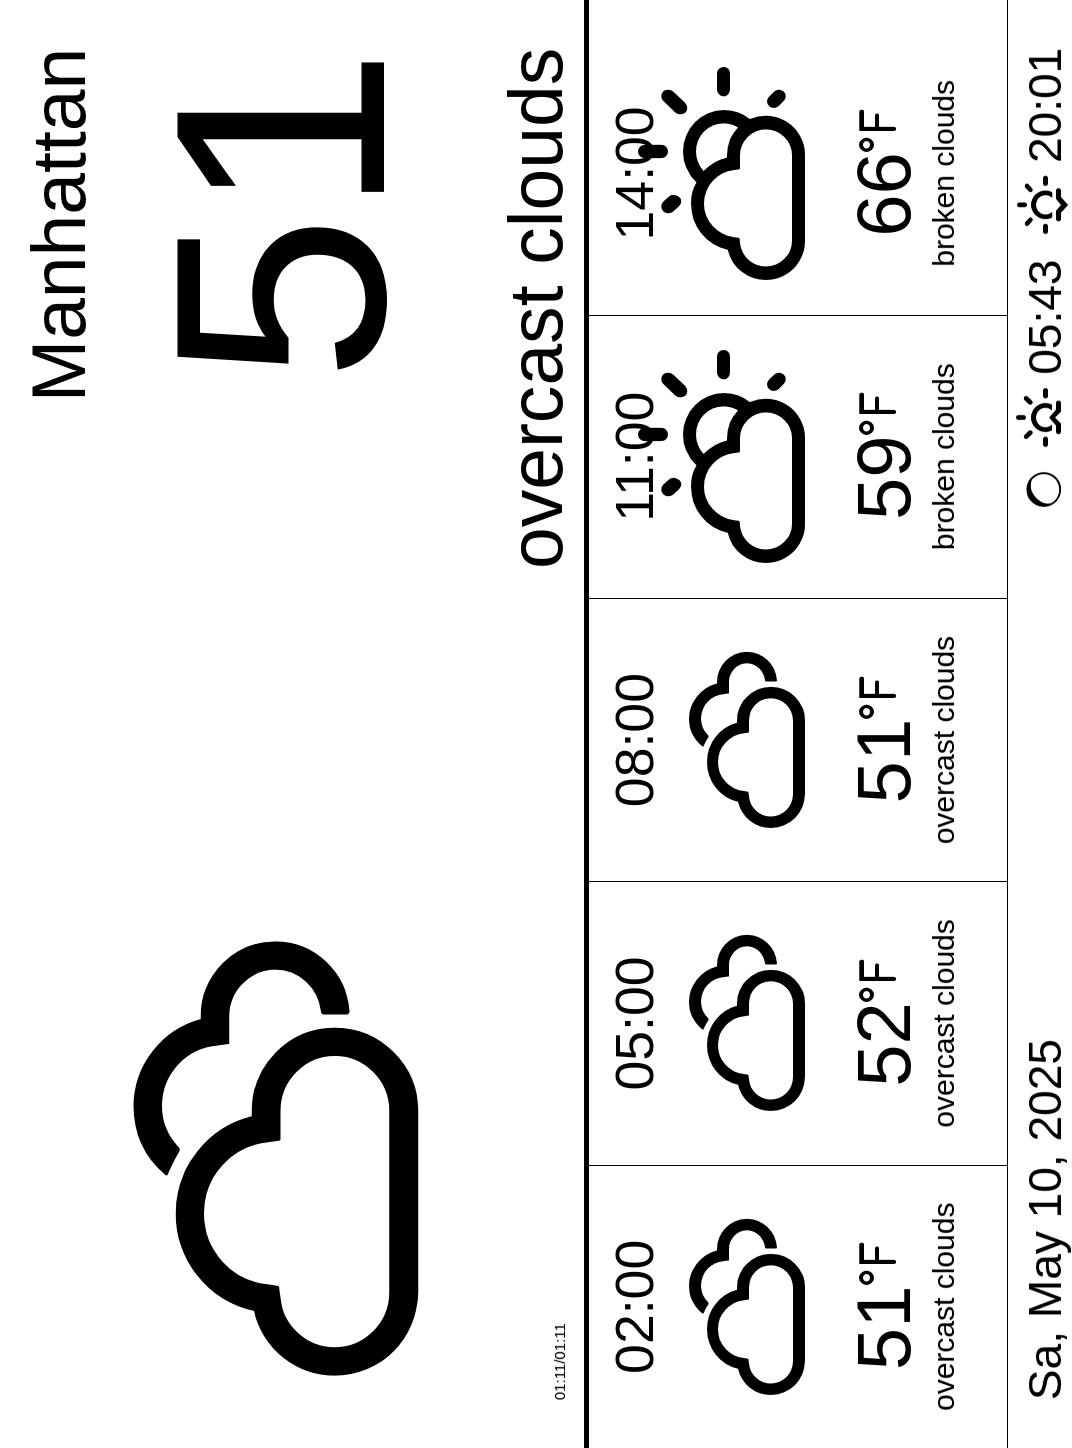 Manhattan
51
overcast clouds
01:11/01:11
02:00
51°F
overcast clouds
05:00
52°F
overcast clouds
08:00
51°F
overcast clouds
11:00
59°F
broken clouds
14:00
66°F
broken clouds
Sa, May 10, 2025
05:43
20:01